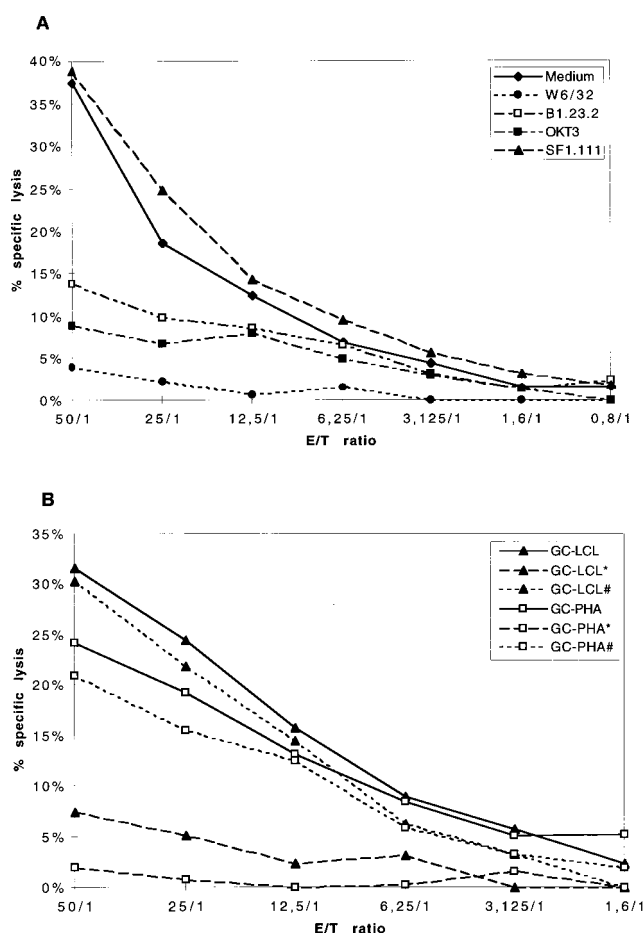 A
40%
35%
30%
25%
20%
15%
10%
5%
0%
% specific lysis
Medium
W6/32
B1.23.2
OKT3
SF1.111
50/1 25/1 12,5/1 6,25/1 3,125/1 1,6/1 0,8/1
E/T ratio
B
35%
30%
25%
20%
15%
10%
5%
0%
% specific lysis
GC-LCL
GC-LCL*
GC-LCL#
GC-PHA
GC-PHA*
GC-PHA#
50/1 25/1 12,5/1 6,25/1 3,125/1 1,6/1
E/T ratio